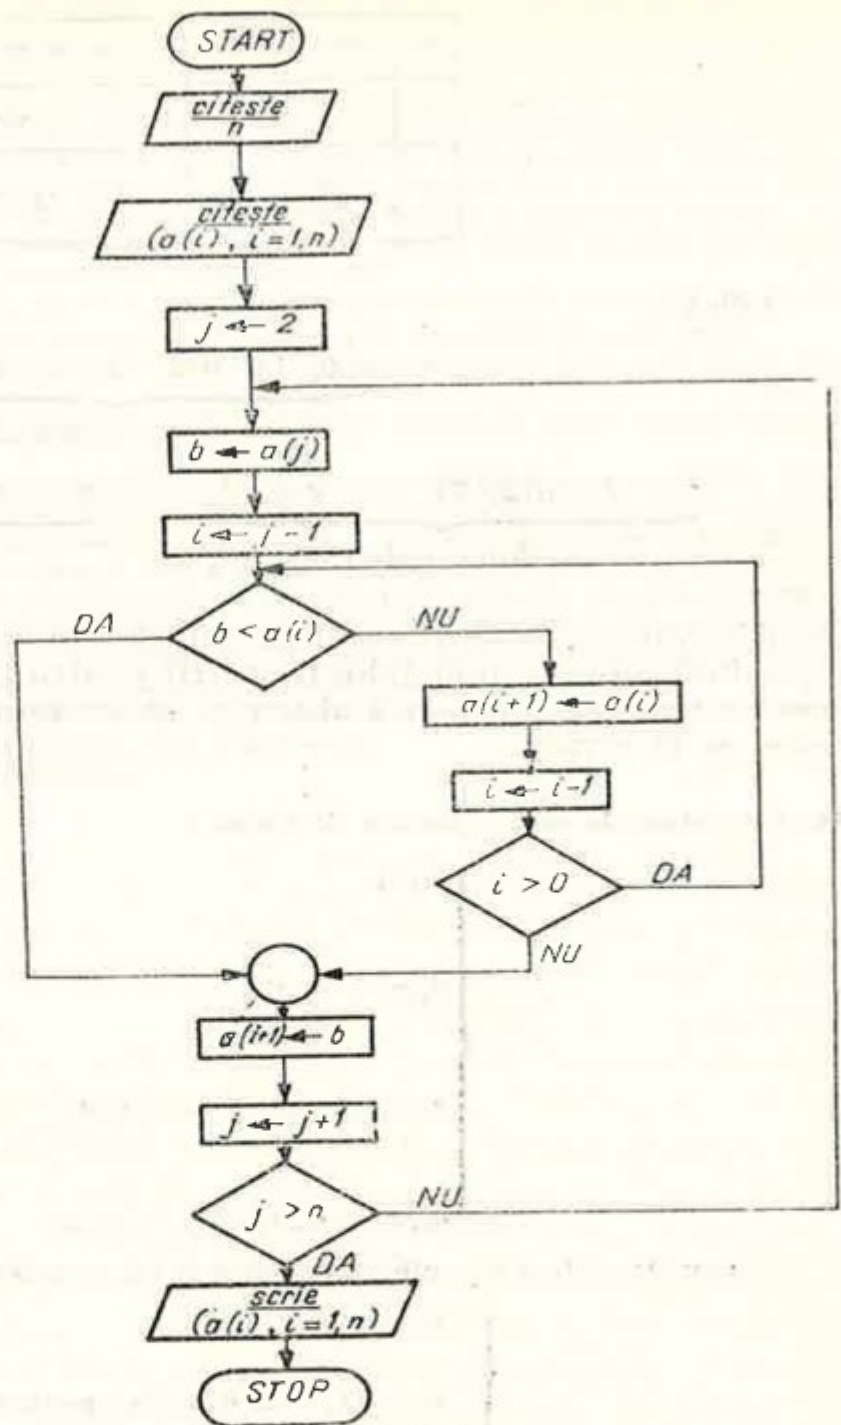 START
citeste
n
citeşte
(a(i), i=1,n)
j ← 2
b ← a(j)
i ← j-1
b < a(i)
DA
NU
a(i+1) ← a(i)
i ← i-1
i > 0
DA
NU
a(i+1) ← b
j ← j+1
j > n
NU
DA
scrie
(a(i), i=1,n)
STOP